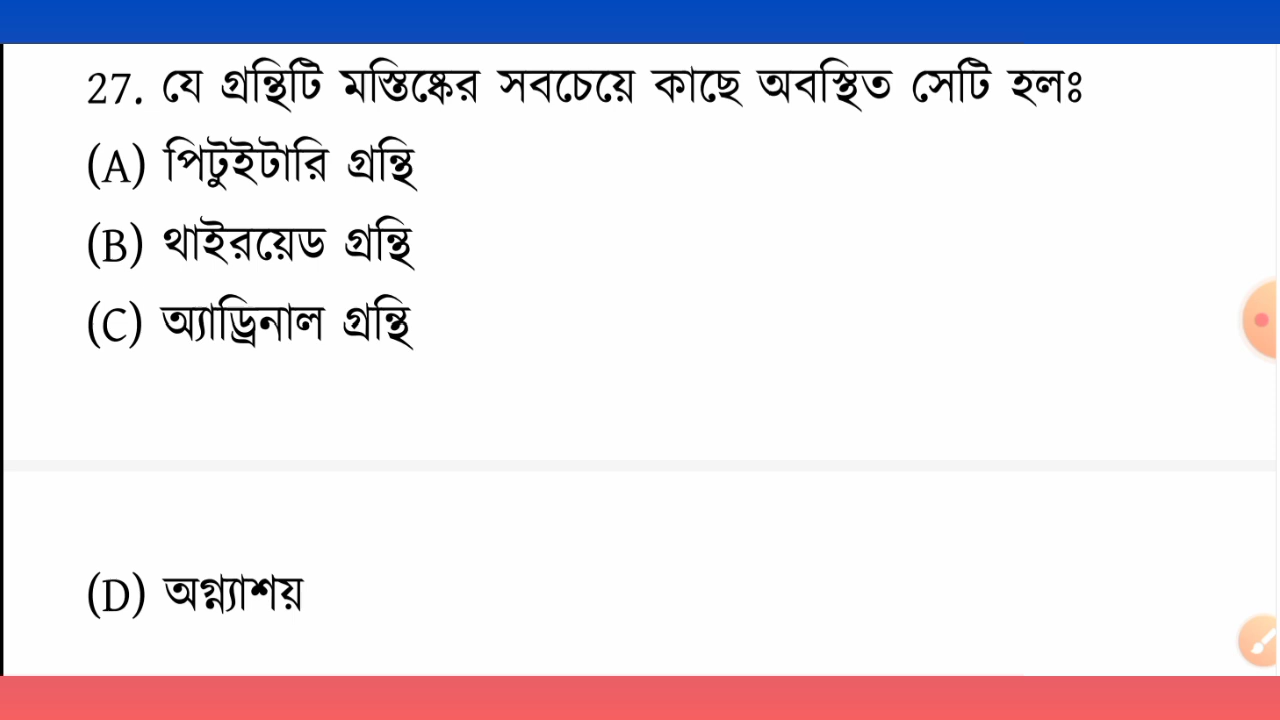 27. যে গ্রন্থিটি মস্তিষ্কের সবচেয়ে কাছে অবস্থিত সেটি হলঃ
(A) পিটুইটারি গ্রন্থি
(B) থাইরয়েড গ্রন্থি
(C) অ্যাড্রিনাল গ্রন্থি
(D) অগ্ন্যাশয়